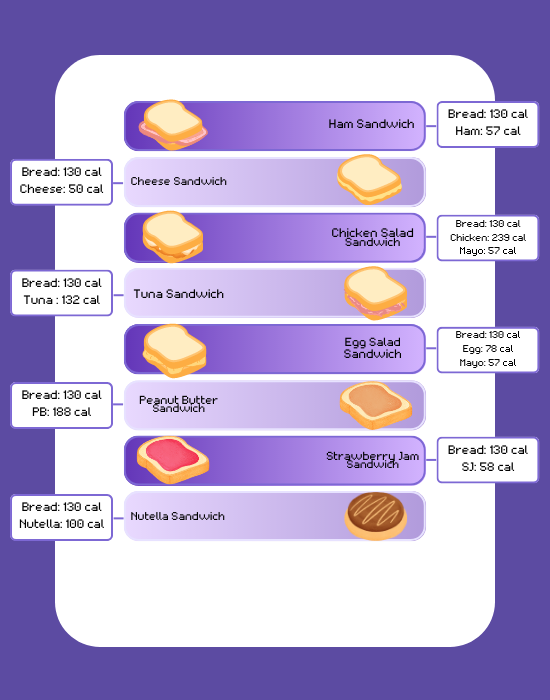 Ham Sandwich
Bread: 130 cal
Ham: 57 cal
Bread: 130 cal
Cheese: 50 cal
Cheese Sandwich
Chicken Salad
Sandwich
Bread: 130 cal
Chicken: 239 cal
Mayo: 57 cal
Bread: 130 cal
Tuna : 132 cal
Tuna Sandwich
Egg Salad
Sandwich
Bread: 130 cal
Egg: 78 cal
Mayo: 57 cal
Bread: 130 cal
PB: 188 cal
Peanut Butter
Sandwich
Strawberry Jam
Sandwich
Bread: 130 cal
SJ: 58 cal
Bread: 130 cal
Nutella: 100 cal
Nutella Sandwich